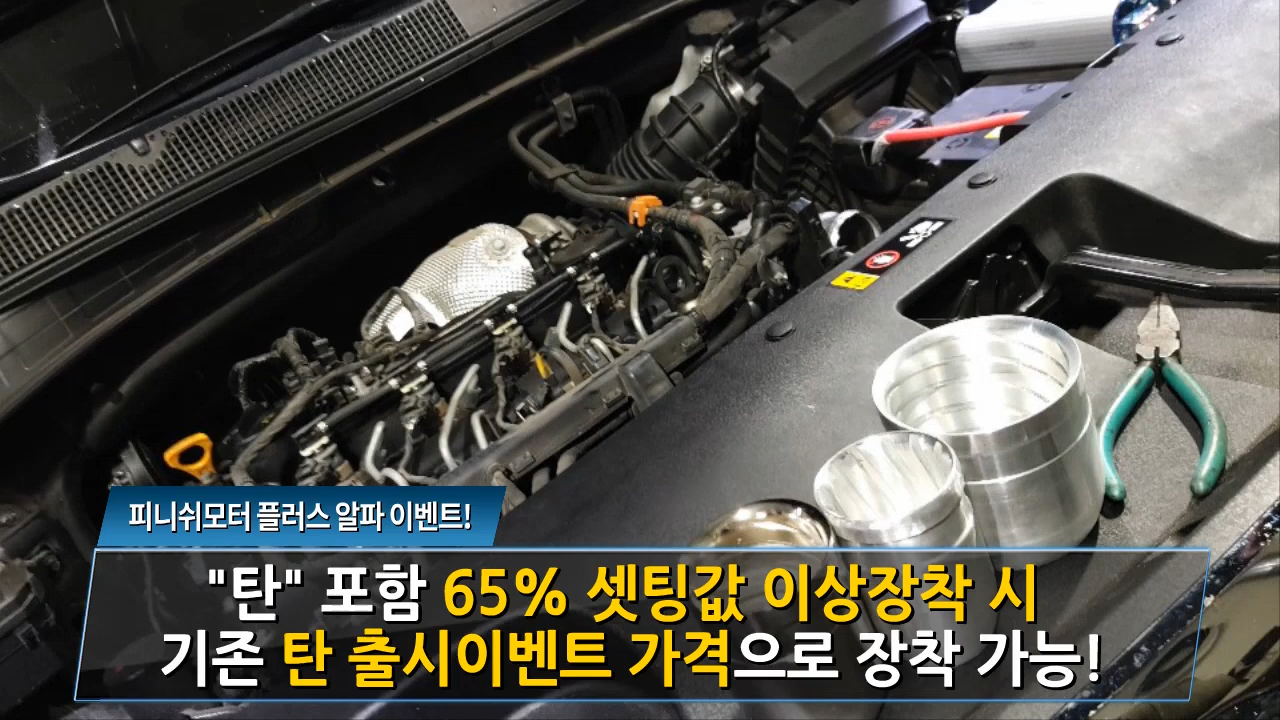 피니쉬모터 플러스 알파 이벤트!
"탄" 포함 65% 셋팅값 이상장착 시
기존 탄 출시이벤트 가격으로 장착 가능!